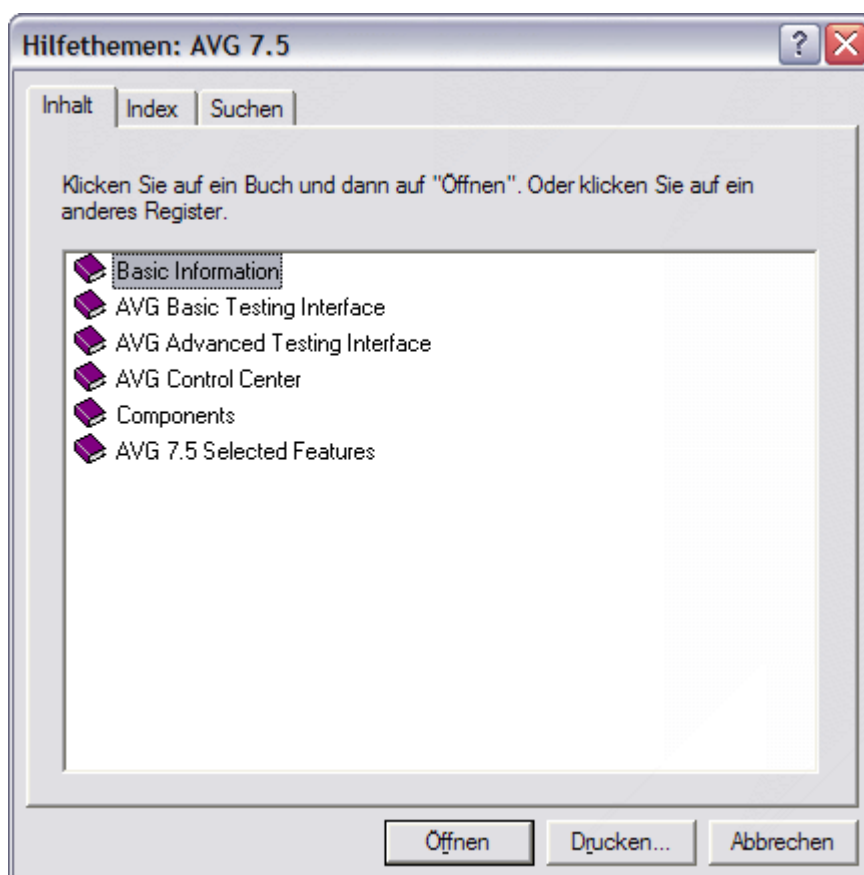 Hilfethemen: AVG 7.5
Inhalt Index Suchen
Klicken Sie auf ein Buch und dann auf "Öffnen". Oder klicken Sie auf ein
anderes Register.
Basic Information
AVG Basic Testing Interface
AVG Advanced Testing Interface
AVG Control Center
Components
AVG 7.5 Selected Features
Öffnen Drucken... Abbrechen